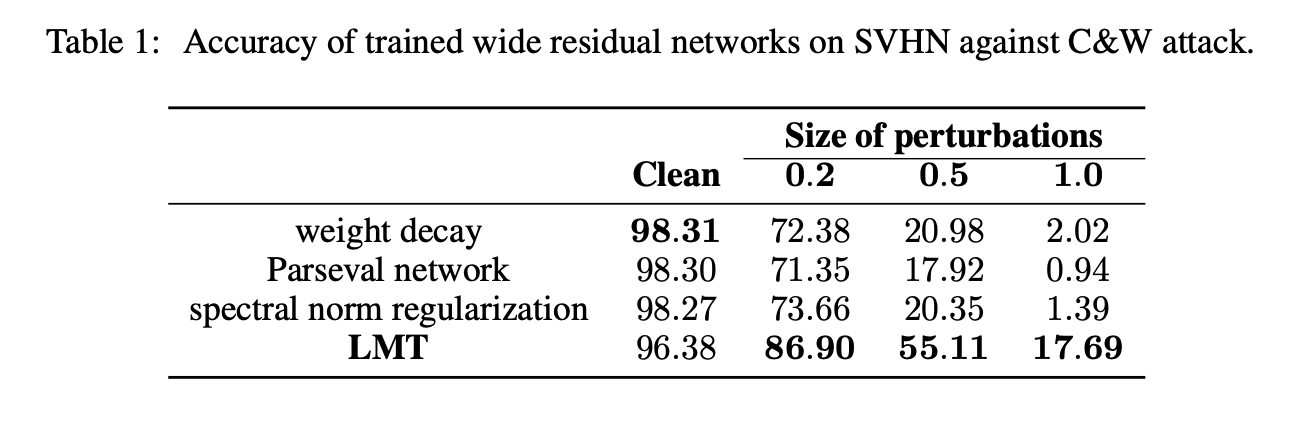 Table 1: Accuracy of trained wide residual networks on SVHN against C&W attack.
Size of perturbations
Clean 0.2 0.5 1.0
weight decay 98.31 72.38 20.98 2.02
Parseval network 98.30 71.35 17.92 0.94
spectral norm regularization 98.27 73.66 20.35 1.39
LMT 96.38 86.90 55.11 17.69